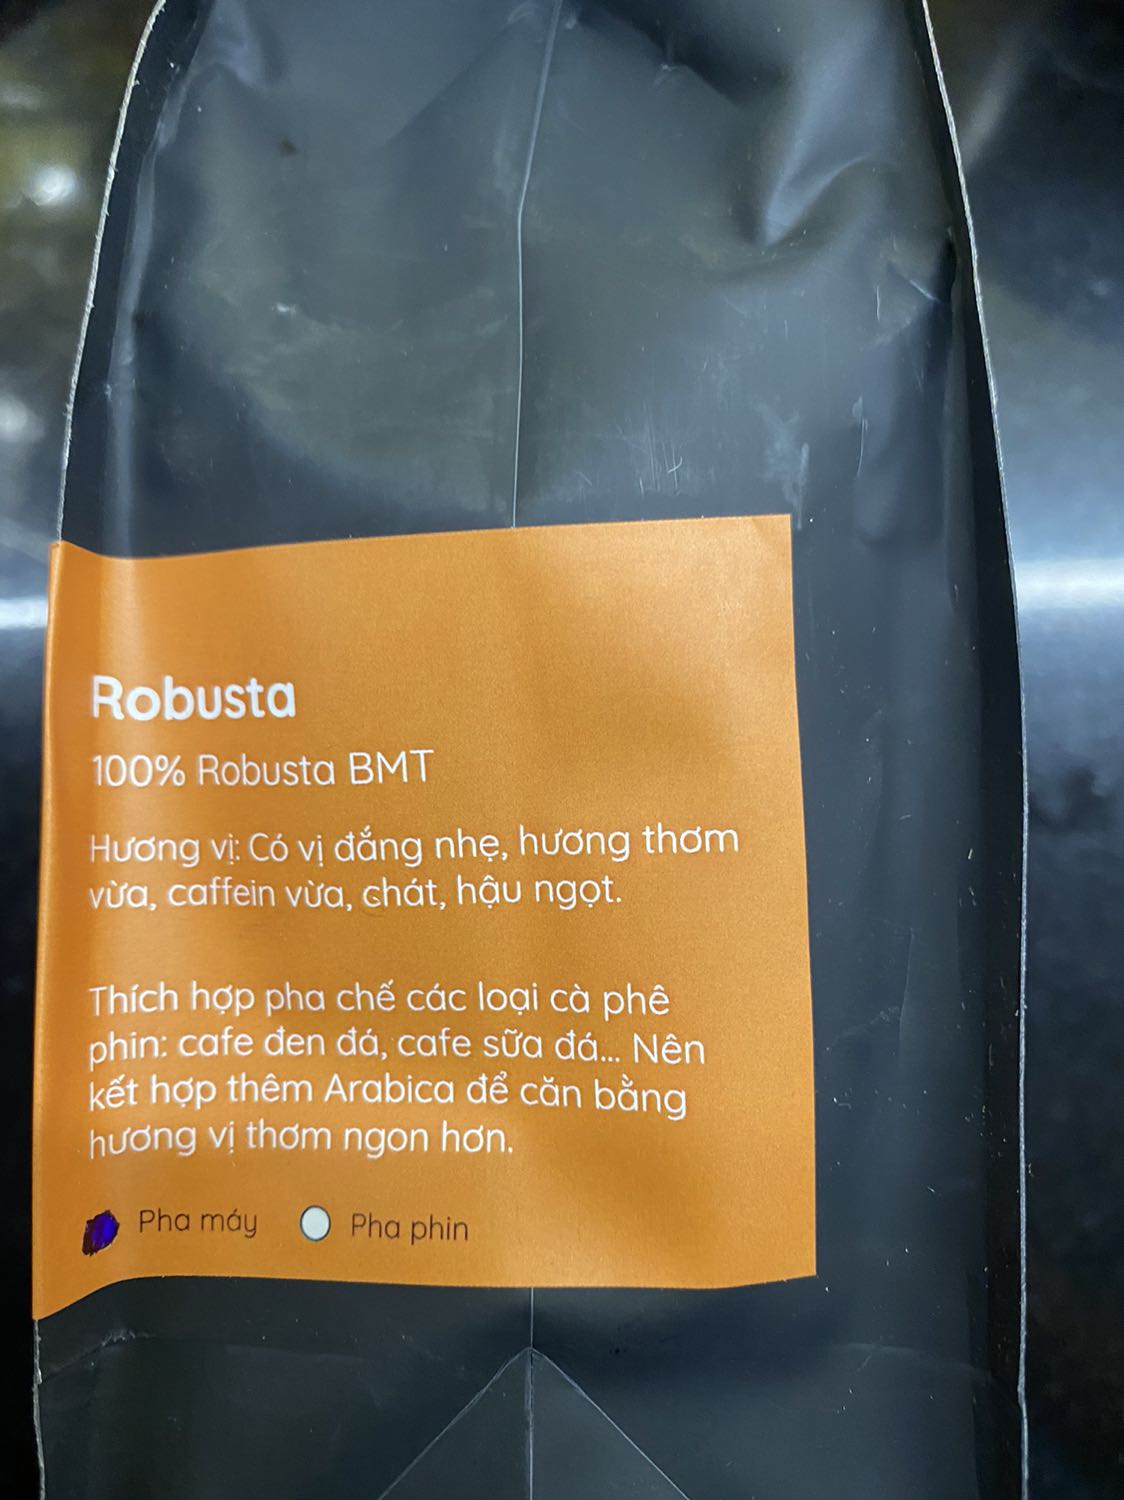 Robusta
100% Robusta BMT
Hương vị: Có vị đắng nhẹ, hương thơm
vừa, caffein vừa, chát, hậu ngọt.
Thích hợp pha chế các loại cà phê
phin: cafe đen đá, cafe sữa đá... Nên
kết hợp thêm Arabica để căn bằng
hương vị thơm ngon hơn.
Pha máy Pha phin